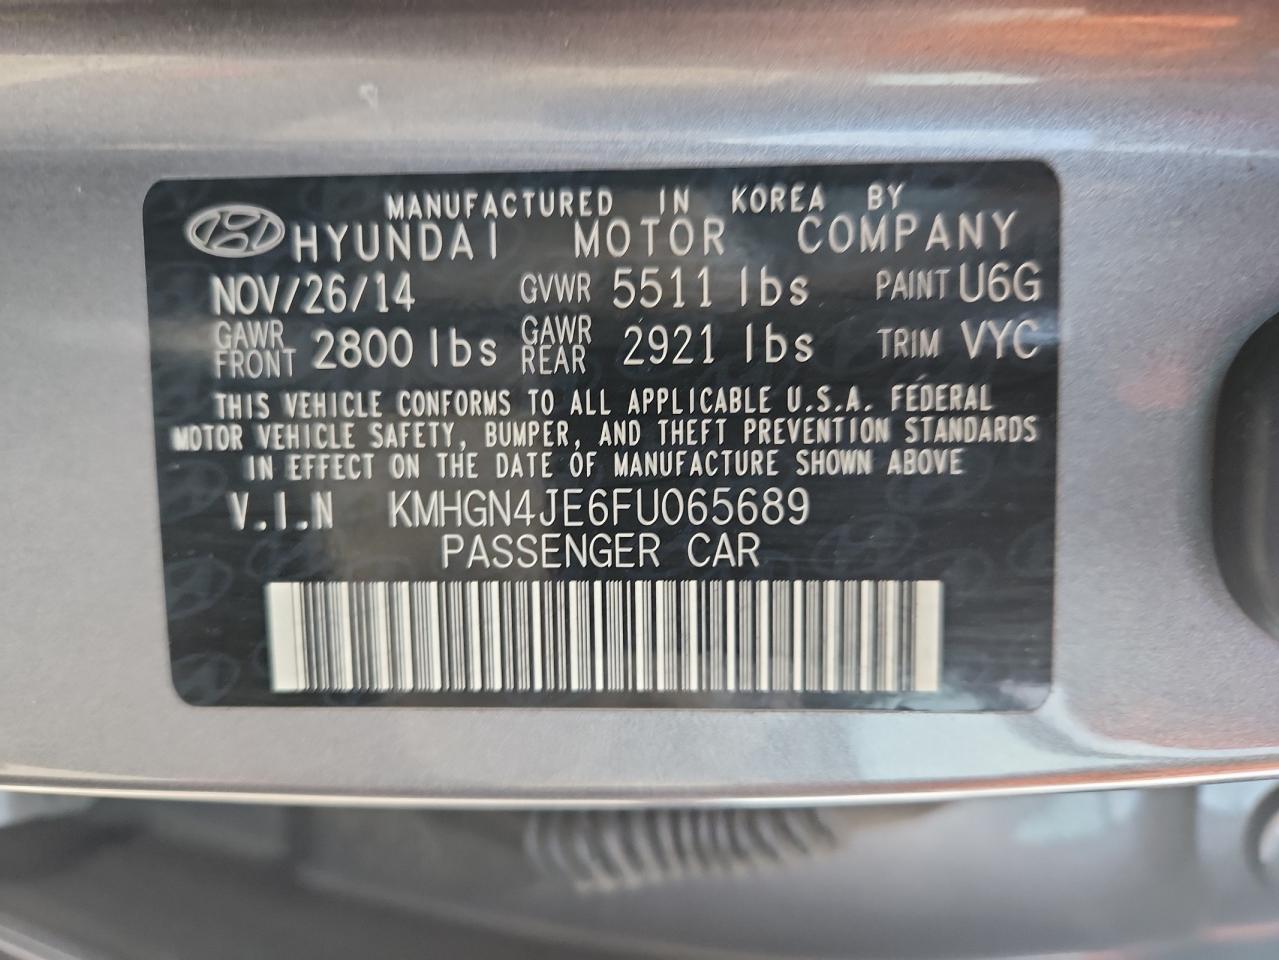 MANUFACTURED IN KOREA BY
HYUNDAI MOTOR COMPANY
NOV/26/14 GVWR 5511 lbs PAINT U6G
GAWR FRONT 2800 lbs GAWR REAR 2921 lbs TRIM VYC
THIS VEHICLE CONFORMS TO ALL APPLICABLE U.S.A. FEDERAL
MOTOR VEHICLE SAFETY, BUMPER, AND THEFT PREVENTION STANDARDS
IN EFFECT ON THE DATE OF MANUFACTURE SHOWN ABOVE
V.I.N KMHGN4JE6FU065689
PASSENGER CAR